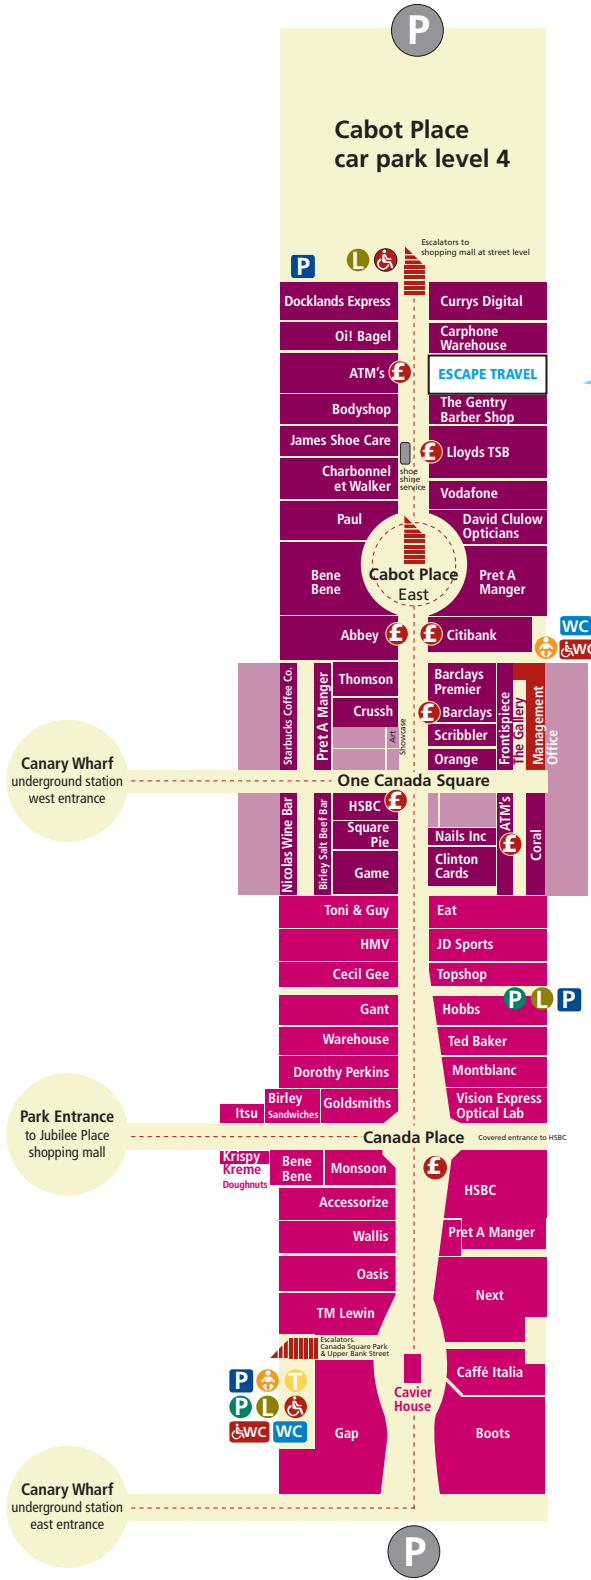 P
Cabot Place
car park level 4
Escalators to
shopping mall at street level
P
L
Docklands Express
Currys Digital
Oi! Bagel
Carphone
Warehouse
ATM's
£
ESCAPE TRAVEL
Bodyshop
The Gentry
Barber Shop
James Shoe Care
£
Lloyds TSB
shoe
shine
service
Charbonnel
et Walker
Vodafone
Paul
David Clulow
Opticians
Bene
Bene
Cabot Place
East
Pret A
Manger
Abbey
£
£
Citibank
WC
WC
Starbucks Coffee Co.
Pret A Manger
Thomson
Crussh
Art
Showcase
Barclays
Premier
£
Barclays
Scribbler
Orange
Frontispiece
The Gallery
Management
Office
Canary Wharf
underground station
west entrance
One Canada Square
Nicolas Wine Bar
Birley Salt Beef Bar
HSBC
£
Square
Pie
Game
Nails Inc
Clinton
Cards
ATM's
£
Coral
Toni & Guy
Eat
HMV
JD Sports
Cecil Gee
Topshop
Gant
Hobbs
P
L
P
Warehouse
Ted Baker
Dorothy Perkins
Montblanc
Itsu
Birley
Sandwiches
Goldsmiths
Vision Express
Optical Lab
Park Entrance
to Jubilee Place
shopping mall
Canada Place
Covered entrance to HSBC
Krispy
Kreme
Doughnuts
Bene
Bene
Monsoon
£
HSBC
Accessorize
Wallis
Pret A Manger
Oasis
Next
TM Lewin
Escalators.
Canada Square Park
& Upper Bank Street
Caffé Italia
P
T
P
L
WC
WC
Cavier
House
Gap
Boots
Canary Wharf
underground station
east entrance
P